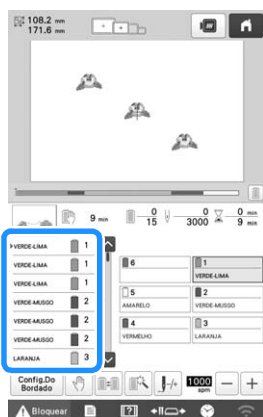 108.2 mm
171.6 mm
9 min
0
15
0
3000
0 min
9 min
VERDE-LIMA 1
VERDE-LIMA 1
VERDE-LIMA 1
VERDE-MUSGO 2
VERDE-MUSGO 2
VERDE-MUSGO 2
LARANJA 3
6
1
VERDE-LIMA
5
AMARELO
2
VERDE-MUSGO
4
VERMELHO
3
LARANJA
Config.Do
Bordado
1000
spm
Bloquear